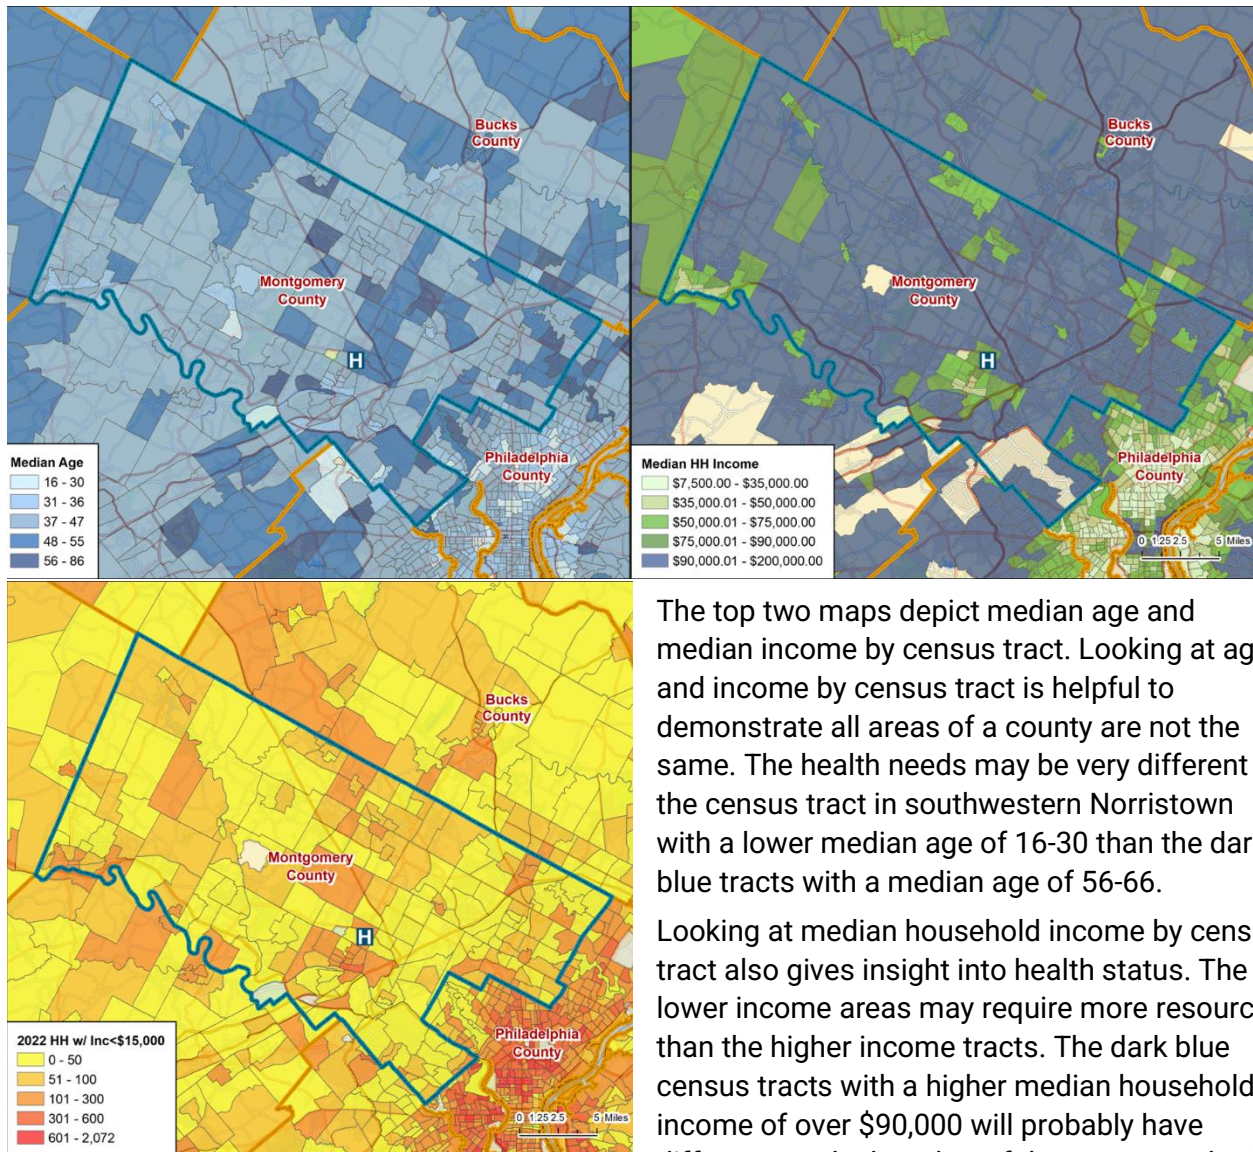 Bucks
County
Montgomery
County
H
Philadelphia
County
Median Age
16 - 30
31 - 36
37 - 47
48 - 55
56 - 86
Bucks
County
Montgomery
County
H
Philadelphia
County
Median HH Income
$7,500.00 - $35,000.00
$35,000.01 - $50,000.00
$50,000.01 - $75,000.00
$75,000.01 - $90,000.00
$90,000.01 - $200,000.00
0 1.25 2.5 5 Miles
Bucks
County
Montgomery
County
H
Philadelphia
County
2022 HH w/ Inc<$15,000
0 - 50
51 - 100
101 - 300
301 - 600
601 - 2,072
0 1.25 2.5 5 Miles
The top two maps depict median age and
median income by census tract. Looking at ag
and income by census tract is helpful to
demonstrate all areas of a county are not the
same. The health needs may be very different
the census tract in southwestern Norristown
with a lower median age of 16-30 than the dar
blue tracts with a median age of 56-66.
Looking at median household income by cens
tract also gives insight into health status. The
lower income areas may require more resourc
than the higher income tracts. The dark blue
census tracts with a higher median household
income of over $90,000 will probably have